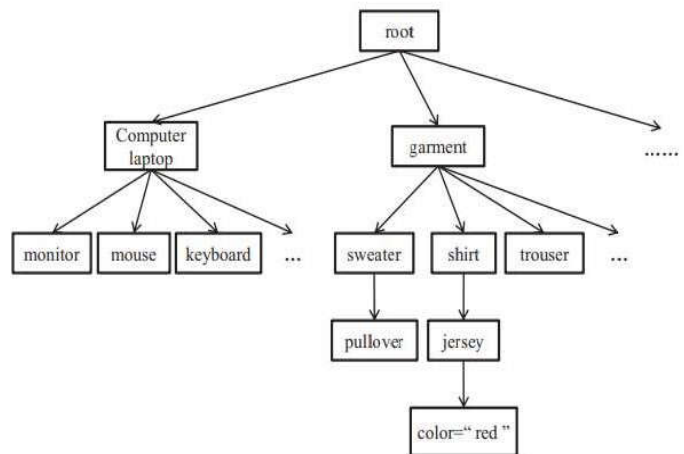 root
Computer
laptop
garment
......
monitor
mouse
keyboard
...
sweater
shirt
trouser
...
pullover
jersey
color=“ red ”